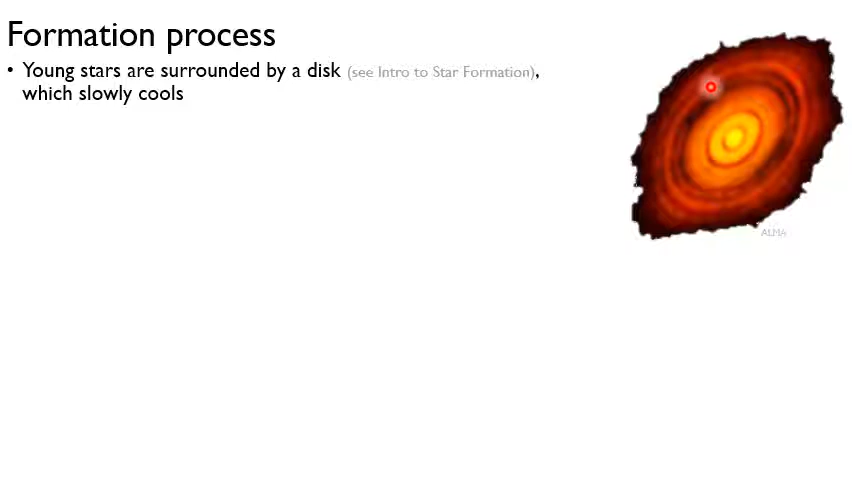 Formation process
• Young stars are surrounded by a disk (see Intro to Star Formation),
which slowly cools
ALMA